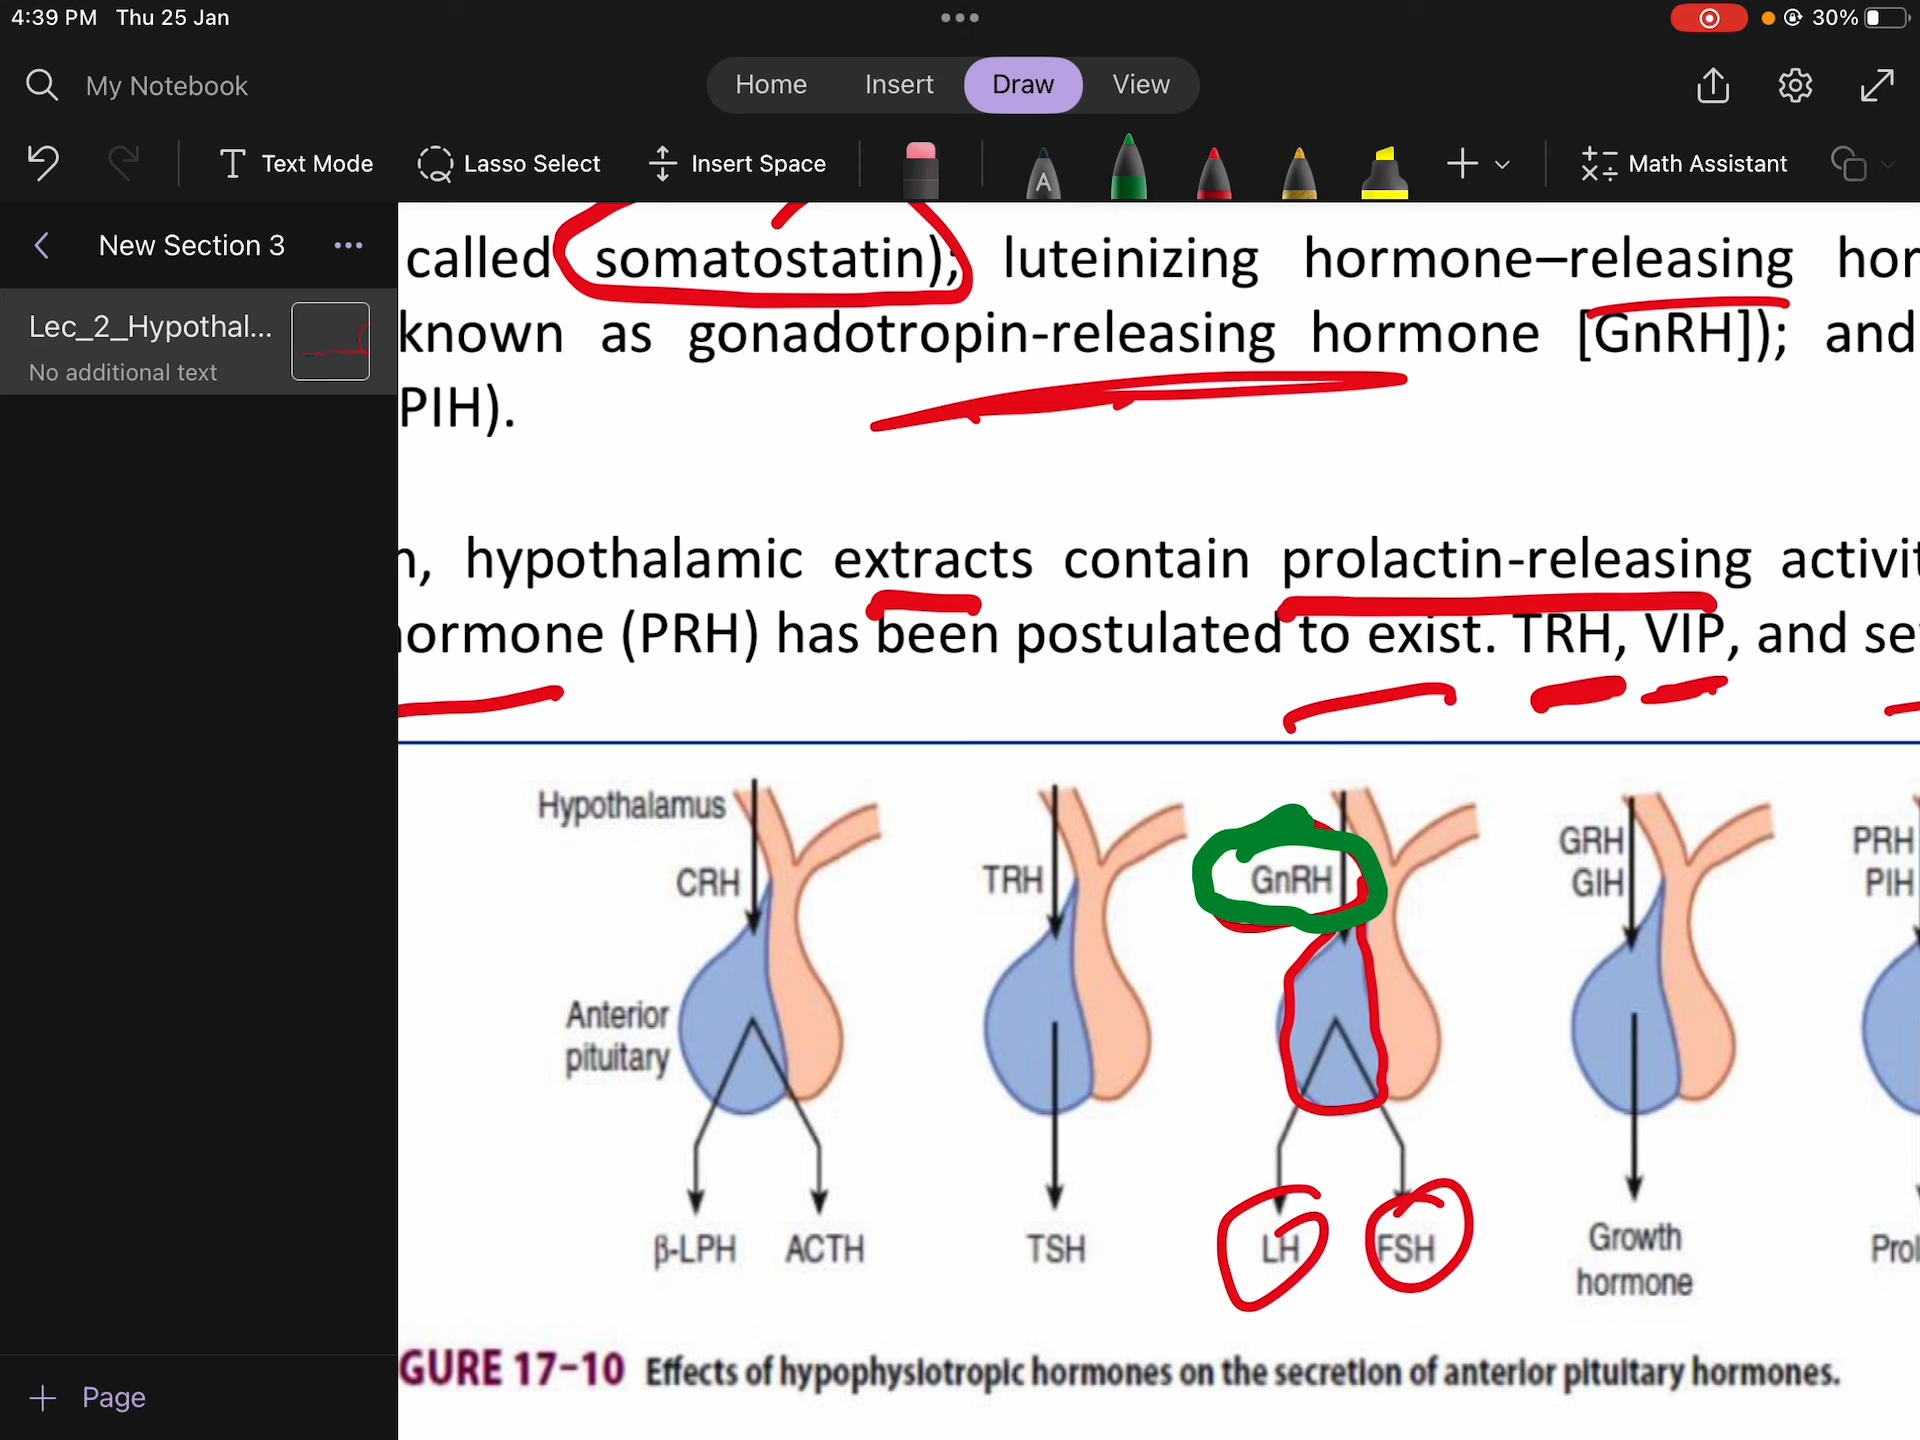 4:39 PM Thu 25 Jan
30%
My Notebook
Home Insert Draw View
Text Mode Lasso Select Insert Space A Math Assistant
New Section 3
Lec_2_Hypothal...
No additional text
called somatostatin); luteinizing hormone–releasing hor
known as gonadotropin-releasing hormone [GnRH]); and
PIH).
n, hypothalamic extracts contain prolactin-releasing activit
hormone (PRH) has been postulated to exist. TRH, VIP, and se
Hypothalamus
CRH
TRH
GnRH
GRH
GIH
PRH
PIH
Anterior
pituitary
β-LPH ACTH
TSH
LH FSH
Growth
hormone
Prol
GURE 17–10 Effects of hypophysiotropic hormones on the secretion of anterior pituitary hormones.
Page